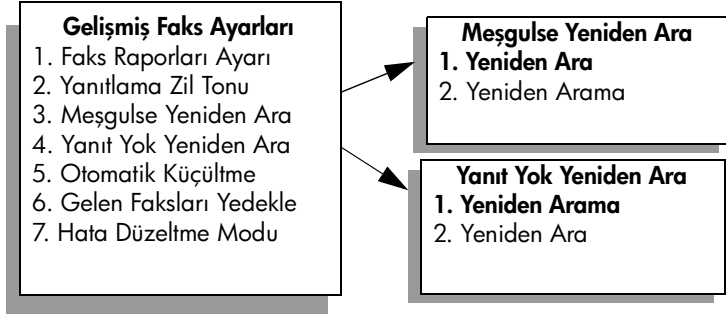 Gelişmiş Faks Ayarları
1. Faks Raporları Ayarı
2. Yanıtlama Zil Tonu
3. Meşgulse Yeniden Ara
4. Yanıt Yok Yeniden Ara
5. Otomatik Küçültme
6. Gelen Faksları Yedekle
7. Hata Düzeltme Modu
Meşgulse Yeniden Ara
1. Yeniden Ara
2. Yeniden Arama
Yanıt Yok Yeniden Ara
1. Yeniden Arama
2. Yeniden Ara